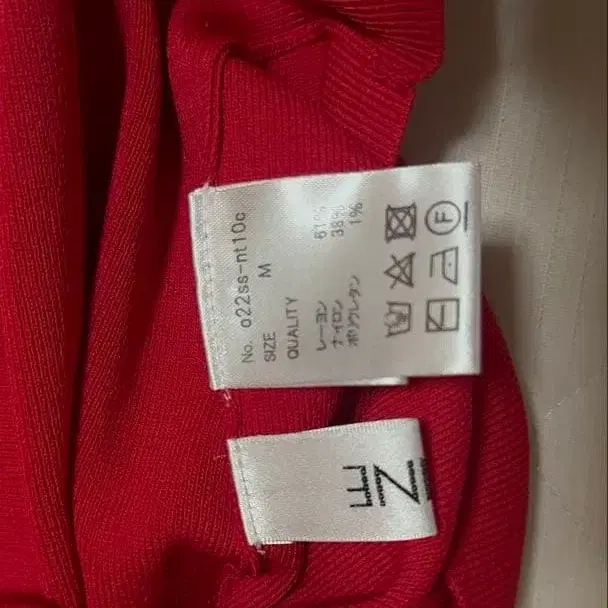 No. o22ss-nt10c
SIZE M
QUALITY
レーヨン 61%
ナイロン 38%
ポリウレタン 1%
F